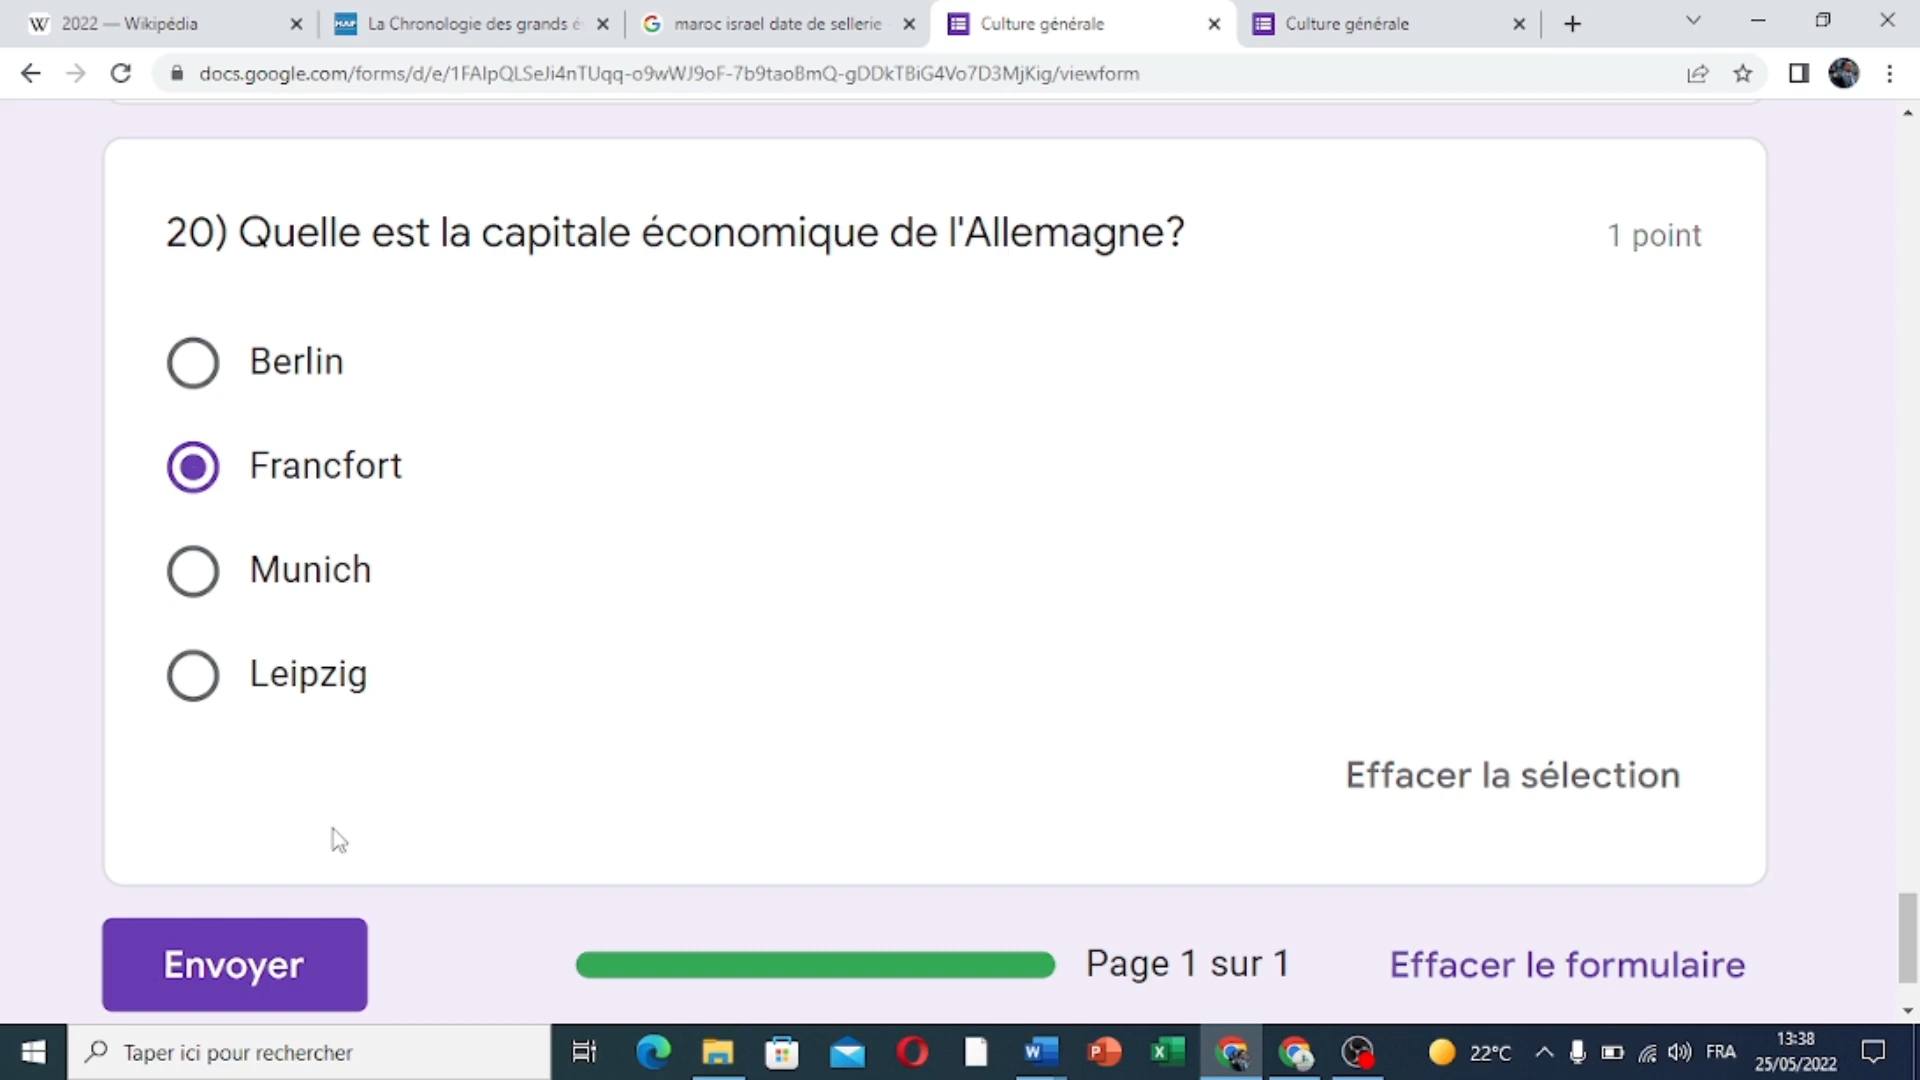 2022 — Wikipédia
La Chronologie des grands é
maroc israel date de sellerie
Culture générale
Culture générale
docs.google.com/forms/d/e/1FAIpQLSeJi4nTUqq-o9wWJ9oF-7b9taoBmQ-gDDkTBiG4Vo7D3MjKig/viewform
20) Quelle est la capitale économique de l'Allemagne?
1 point
Berlin
Francfort
Munich
Leipzig
Effacer la sélection
Envoyer
Page 1 sur 1
Effacer le formulaire
Taper ici pour rechercher
22°C
FRA
13:38
25/05/2022